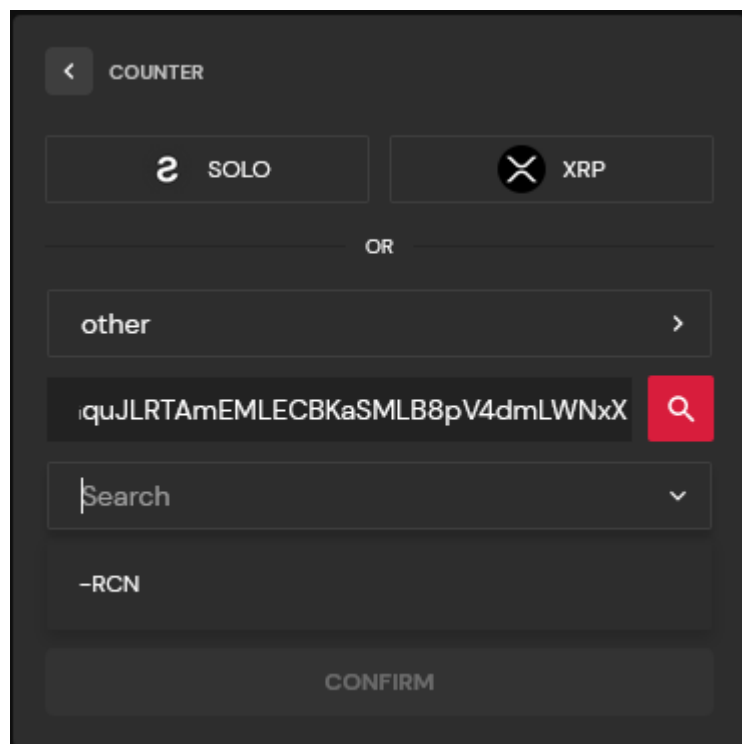 COUNTER
SOLO XRP
OR
other
quJLRTAmEMLECBKaSMLB8pV4dmLWNxX
Search
-RCN
CONFIRM